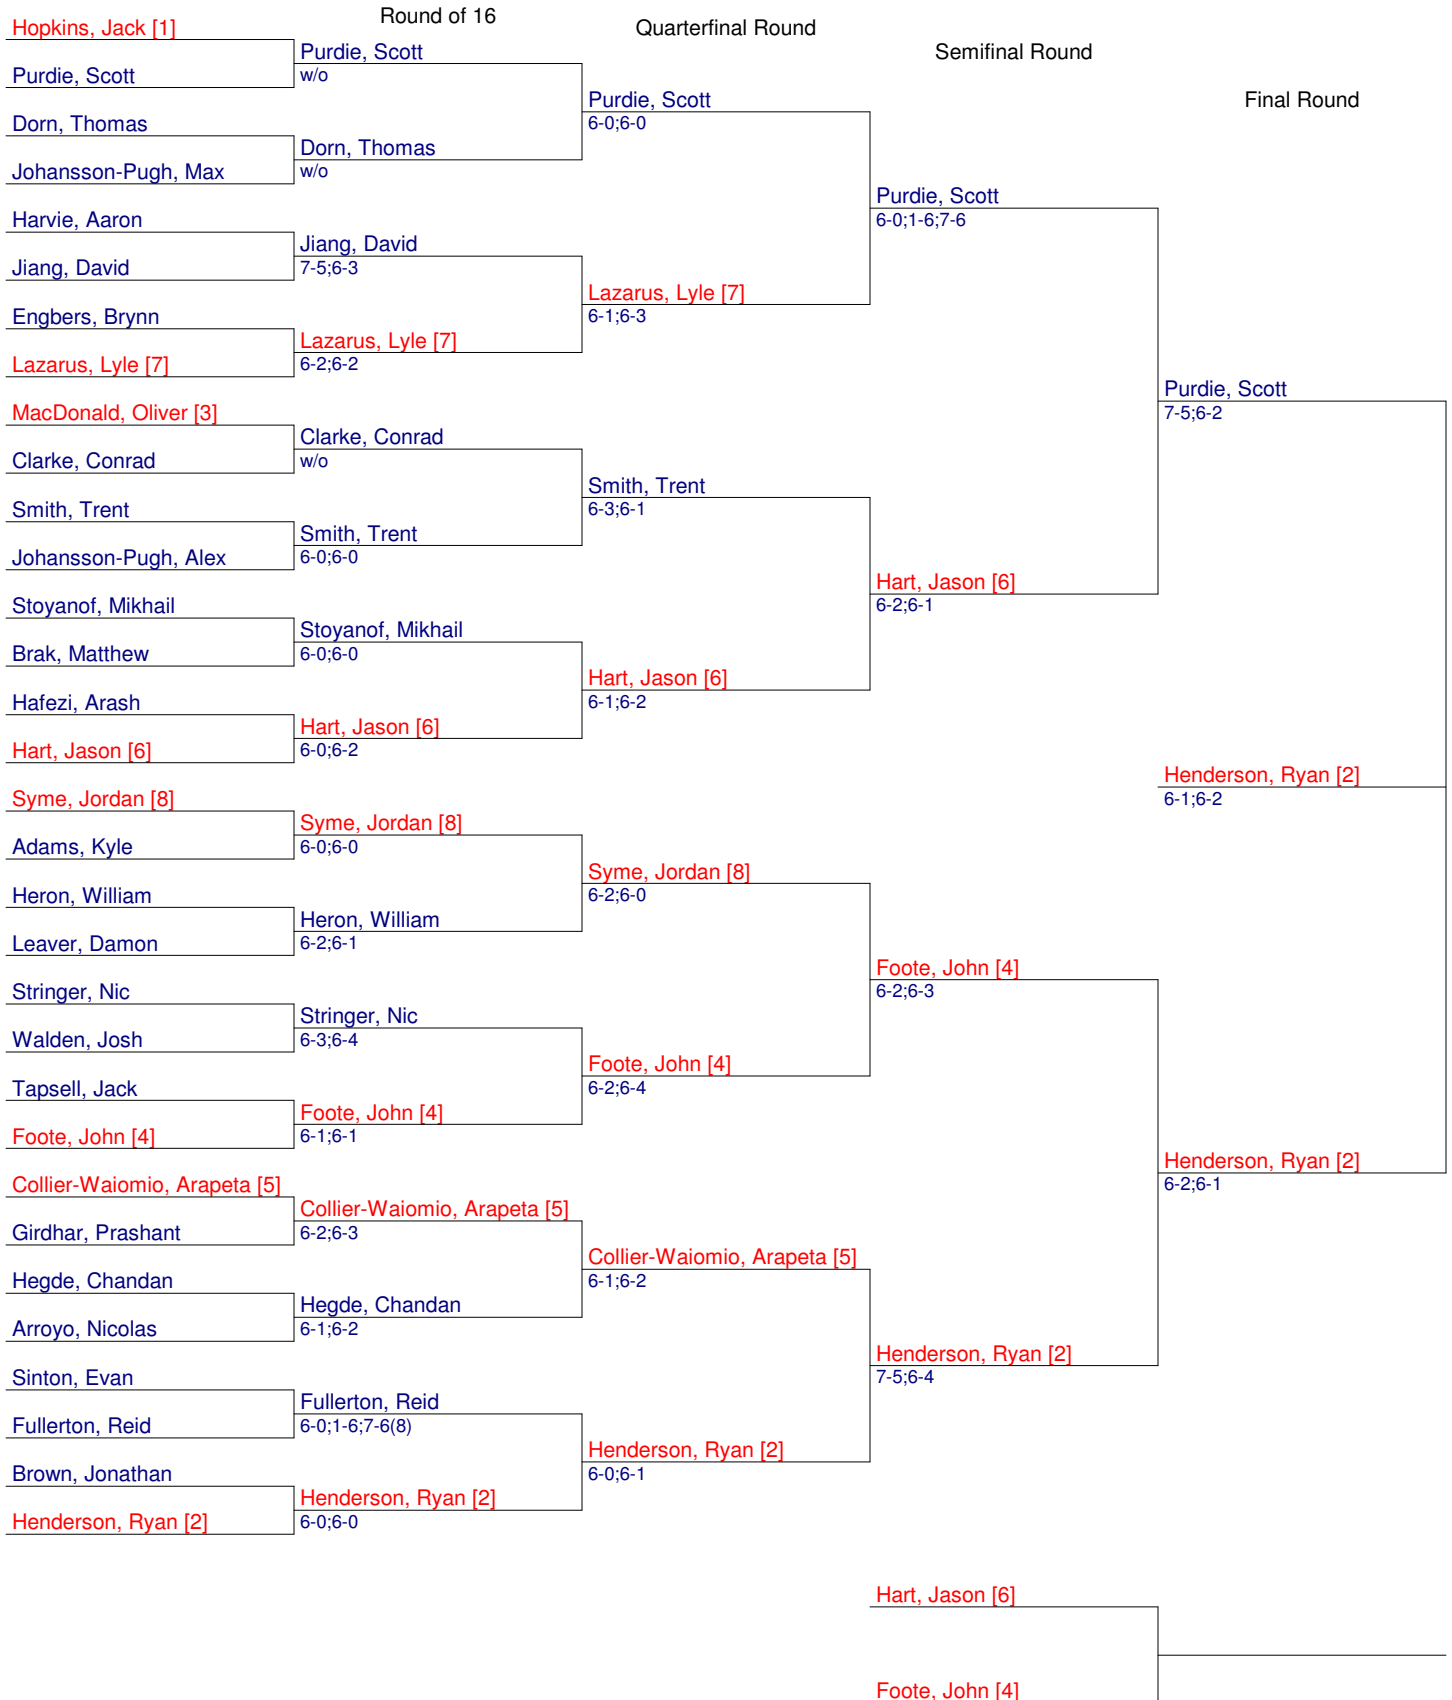 Round of 16
Quarterfinal Round
Semifinal Round
Final Round
Hopkins, Jack [1]
Purdie, Scott
Dorn, Thomas
Johansson-Pugh, Max
Harvie, Aaron
Jiang, David
Engbers, Brynn
Lazarus, Lyle [7]
MacDonald, Oliver [3]
Clarke, Conrad
Smith, Trent
Johansson-Pugh, Alex
Stoyanof, Mikhail
Brak, Matthew
Hafezi, Arash
Hart, Jason [6]
Syme, Jordan [8]
Adams, Kyle
Heron, William
Leaver, Damon
Stringer, Nic
Walden, Josh
Tapsell, Jack
Foote, John [4]
Collier-Waiomio, Arapeta [5]
Girdhar, Prashant
Hegde, Chandan
Arroyo, Nicolas
Sinton, Evan
Fullerton, Reid
Brown, Jonathan
Henderson, Ryan [2]
Purdie, Scott
w/o
Dorn, Thomas
w/o
Jiang, David
7-5;6-3
Lazarus, Lyle [7]
6-2;6-2
Clarke, Conrad
w/o
Smith, Trent
6-0;6-0
Stoyanof, Mikhail
6-0;6-0
Hart, Jason [6]
6-0;6-2
Syme, Jordan [8]
6-0;6-0
Heron, William
6-2;6-1
Stringer, Nic
6-3;6-4
Foote, John [4]
6-1;6-1
Collier-Waiomio, Arapeta [5]
6-2;6-3
Hegde, Chandan
6-1;6-2
Fullerton, Reid
6-0;1-6;7-6(8)
Henderson, Ryan [2]
6-0;6-0
Purdie, Scott
6-0;6-0
Lazarus, Lyle [7]
6-1;6-3
Smith, Trent
6-3;6-1
Hart, Jason [6]
6-1;6-2
Syme, Jordan [8]
6-2;6-0
Foote, John [4]
6-2;6-4
Collier-Waiomio, Arapeta [5]
6-1;6-2
Henderson, Ryan [2]
6-0;6-1
Purdie, Scott
6-0;1-6;7-6
Hart, Jason [6]
6-2;6-1
Foote, John [4]
6-2;6-3
Henderson, Ryan [2]
7-5;6-4
Purdie, Scott
7-5;6-2
Henderson, Ryan [2]
6-1;6-2
Henderson, Ryan [2]
6-2;6-1
Hart, Jason [6]
Foote, John [4]